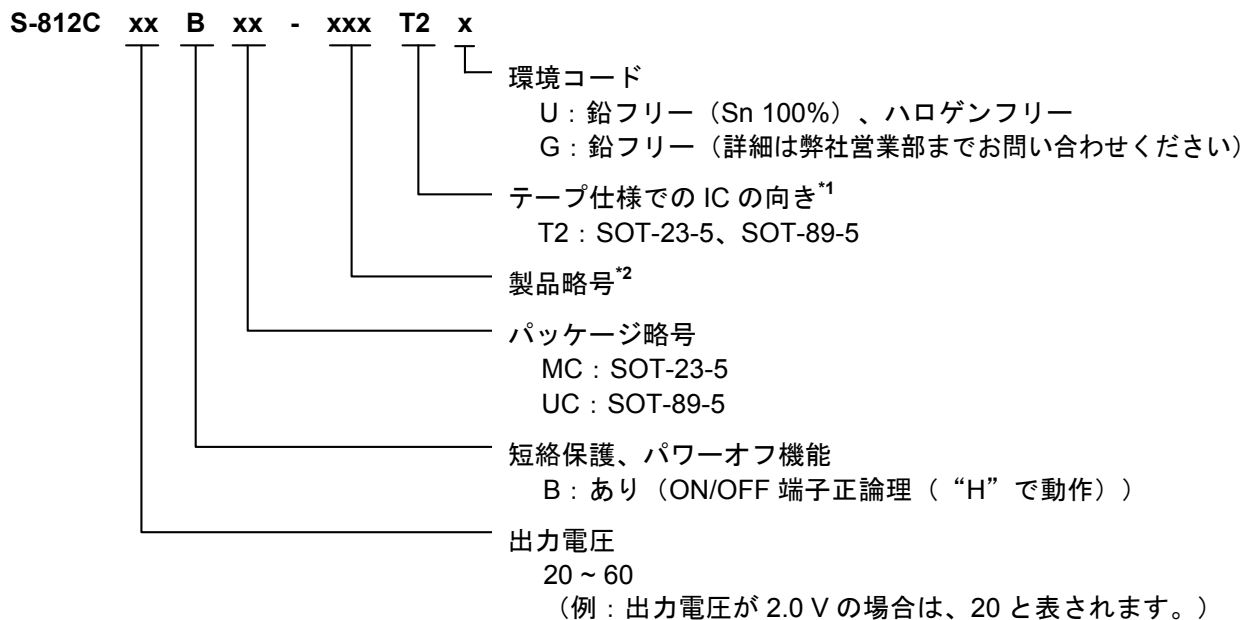 S-812C xx B xx - xxx T2 x
環境コード
U:鉛フリー(Sn 100%)、ハロゲンフリー
G:鉛フリー(詳細は弊社営業部までお問い合わせください)
テープ仕様での IC の向き*1
T2:SOT-23-5、SOT-89-5
製品略号*2
パッケージ略号
MC:SOT-23-5
UC:SOT-89-5
短絡保護、パワーオフ機能
B:あり(ON/OFF 端子正論理(“H”で動作))
出力電圧
20 ~ 60
(例:出力電圧が 2.0 V の場合は、20 と表されます。)